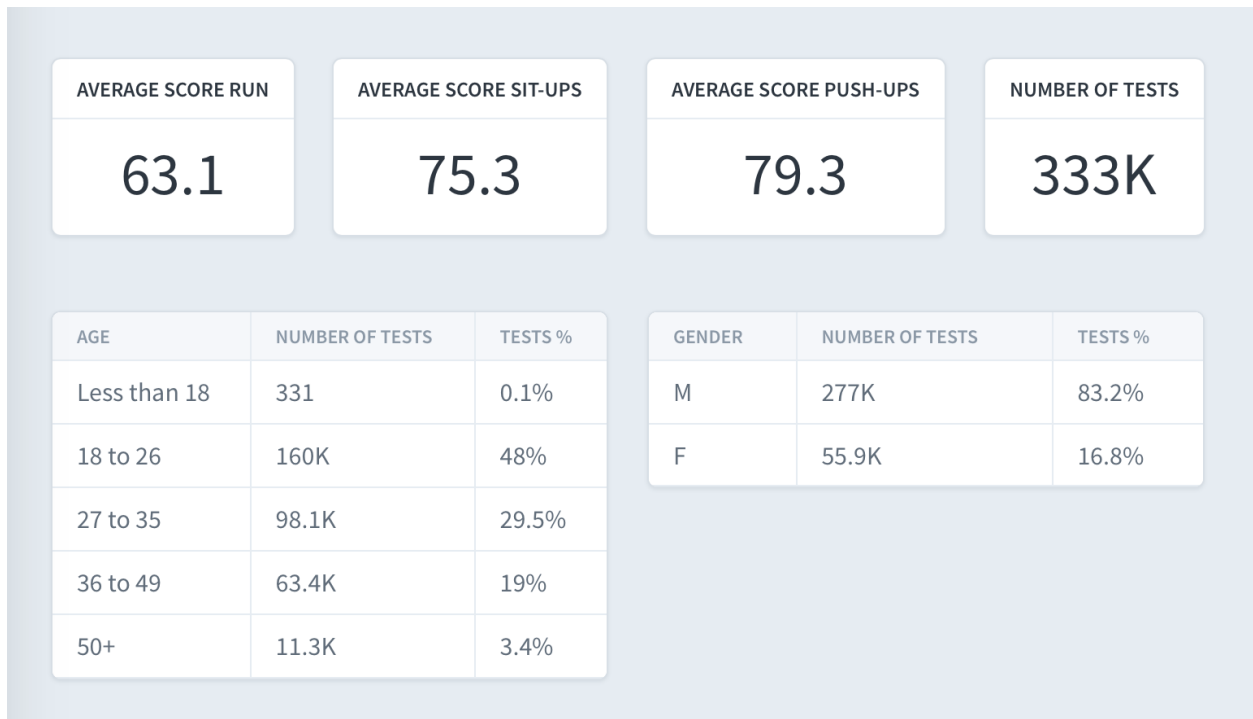 AVERAGE SCORE RUN
63.1
AVERAGE SCORE SIT-UPS
75.3
AVERAGE SCORE PUSH-UPS
79.3
NUMBER OF TESTS
333K
AGE NUMBER OF TESTS TESTS %
Less than 18 331 0.1%
18 to 26 160K 48%
27 to 35 98.1K 29.5%
36 to 49 63.4K 19%
50+ 11.3K 3.4%
GENDER NUMBER OF TESTS TESTS %
M 277K 83.2%
F 55.9K 16.8%